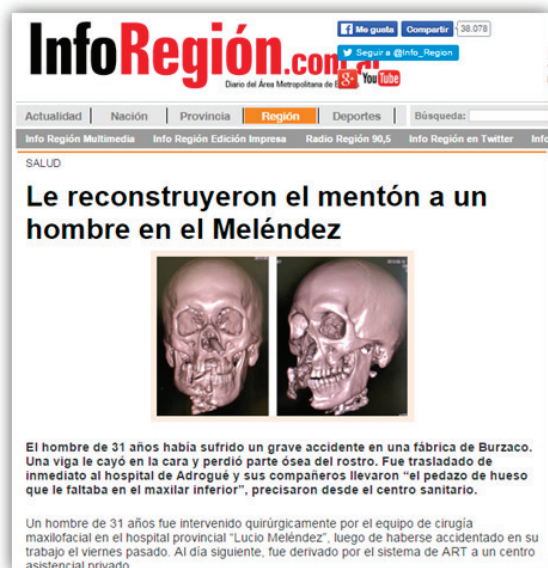 InfoRegión.com.ar
Me gusta
Compartir
38.078
Seguir a @Info_Region
Diario del Área Metropolitana de
You Tube
Actualidad
Nación
Provincia
Región
Deportes
Búsqueda:
Info Región Multimedia
Info Región Edición Impresa
Radio Región 90,5
Info Región en Twitter
SALUD
Le reconstruyeron el mentón a un
hombre en el Meléndez
El hombre de 31 años había sufrido un grave accidente en una fábrica de Burzaco.
Una viga le cayó en la cara y perdió parte ósea del rostro. Fue trasladado de
inmediato al hospital de Adrogué y sus compañeros llevaron “el pedazo de hueso
que le faltaba en el maxilar inferior”, precisaron desde el centro sanitario.
Un hombre de 31 años fue intervenido quirúrgicamente por el equipo de cirugía
maxilofacial en el hospital provincial “Lucio Meléndez”, luego de haberse accidentado en su
trabajo el viernes pasado. Al día siguiente, fue derivado por el sistema de ART a un centro
asistencial privado